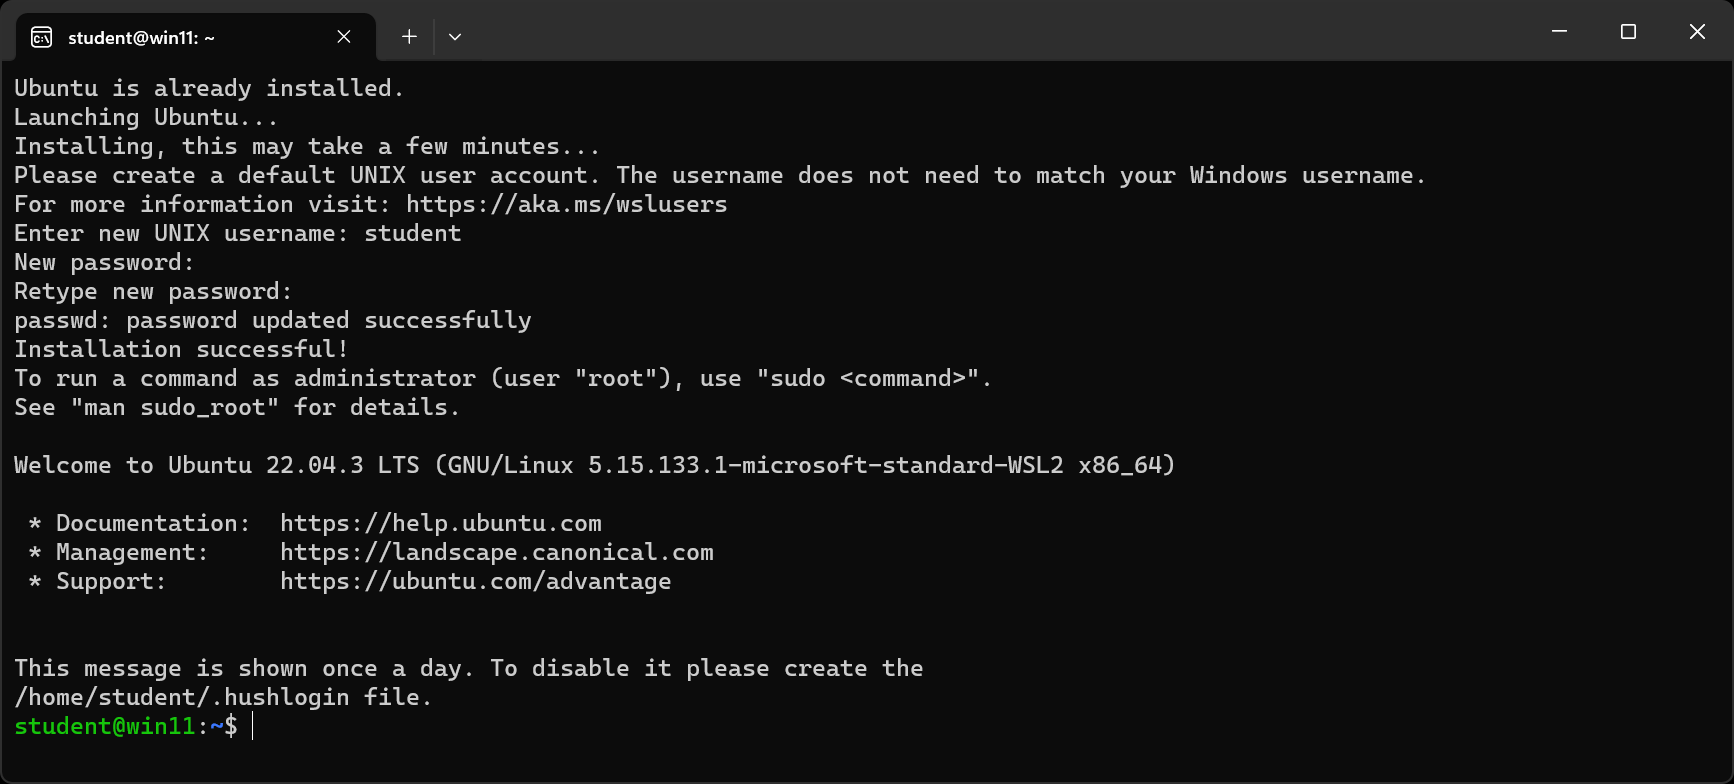 student@win11: ~
Ubuntu is already installed.
Launching Ubuntu...
Installing, this may take a few minutes...
Please create a default UNIX user account. The username does not need to match your Windows username.
For more information visit: https://aka.ms/wslusers
Enter new UNIX username: student
New password:
Retype new password:
passwd: password updated successfully
Installation successful!
To run a command as administrator (user "root"), use "sudo <command>".
See "man sudo_root" for details.

Welcome to Ubuntu 22.04.3 LTS (GNU/Linux 5.15.133.1-microsoft-standard-WSL2 x86_64)

 * Documentation:  https://help.ubuntu.com
 * Management:     https://landscape.canonical.com
 * Support:        https://ubuntu.com/advantage


This message is shown once a day. To disable it please create the
/home/student/.hushlogin file.
student@win11:~$